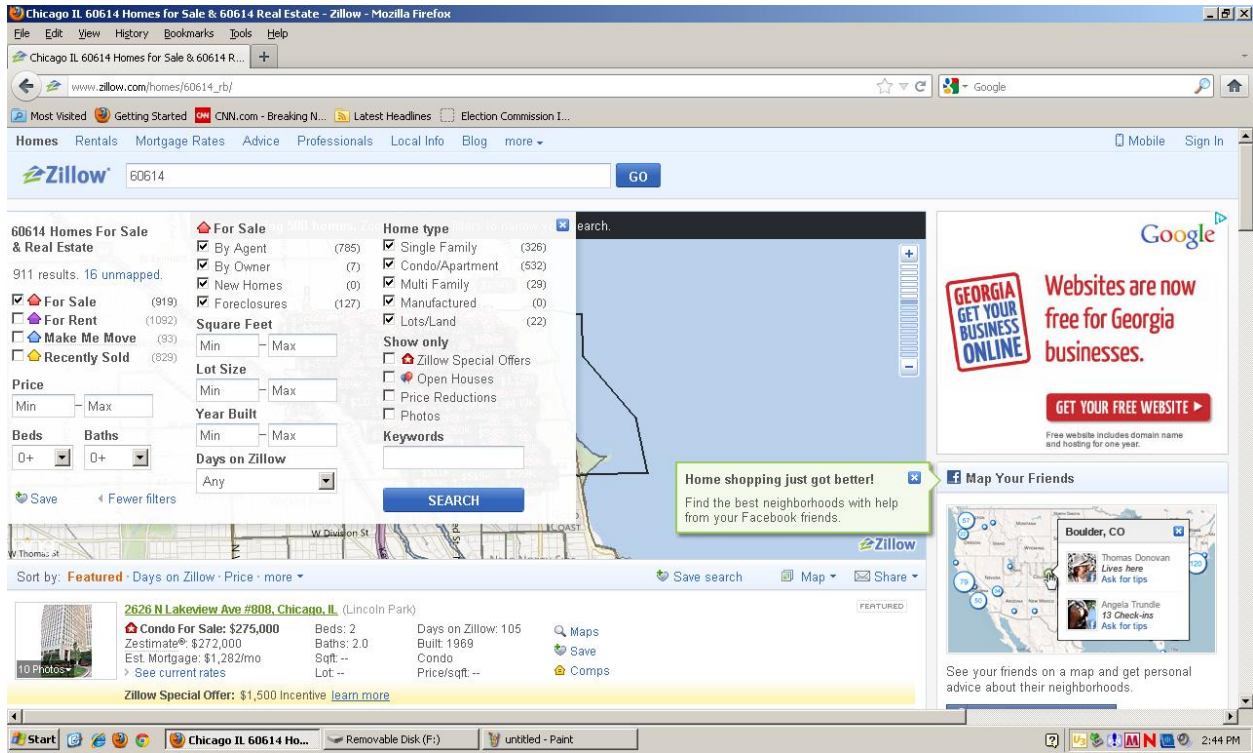 Chicago IL 60614 Homes for Sale & 60614 Real Estate - Zillow - Mozilla Firefox
File Edit View History Bookmarks Tools Help
Chicago IL 60614 Homes for Sale & 60614 R... +
www.zillow.com/homes/60614_rb/
Google
Most Visited Getting Started CNN CNN.com - Breaking N... Latest Headlines Election Commission I...
Homes Rentals Mortgage Rates Advice Professionals Local Info Blog more
Mobile Sign In
Zillow 60614 GO
60614 Homes For Sale
& Real Estate
911 results. 16 unmapped.
For Sale (919)
For Rent (1092)
Make Me Move (93)
Recently Sold (829)
Price
Min – Max
Beds Baths
0+ 0+
Save Fewer filters
For Sale
By Agent (785)
By Owner (7)
New Homes (0)
Foreclosures (127)
Square Feet
Min – Max
Lot Size
Min – Max
Year Built
Min – Max
Days on Zillow
Any
Home type
Single Family (326)
Condo/Apartment (532)
Multi Family (29)
Manufactured (0)
Lots/Land (22)
Show only
Zillow Special Offers
Open Houses
Price Reductions
Photos
Keywords
SEARCH
earch.
W Division St
W Thomas St
COAST
Zillow
Home shopping just got better!
Find the best neighborhoods with help
from your Facebook friends.
Google
GEORGIA
GET YOUR
BUSINESS
ONLINE
Websites are now
free for Georgia
businesses.
GET YOUR FREE WEBSITE
Free website includes domain name
and hosting for one year.
Map Your Friends
Boulder, CO
Thomas Donovan
Lives here
Ask for tips
Angela Trundle
13 Check-ins
Ask for tips
57
79
50
120
See your friends on a map and get personal
advice about their neighborhoods.
Sort by: Featured · Days on Zillow · Price · more
Save search Map Share
2626 N Lakeview Ave #808, Chicago, IL (Lincoln Park)
FEATURED
Condo For Sale: $275,000 Beds: 2 Days on Zillow: 105 Maps
Zestimate®: $272,000 Baths: 2.0 Built: 1969 Save
Est. Mortgage: $1,282/mo Sqft: -- Condo
> See current rates Lot: -- Price/sqft: -- Comps
10 Photos
Zillow Special Offer: $1,500 Incentive learn more
Start Chicago IL 60614 Ho... Removable Disk (F:) untitled - Paint 2:44 PM